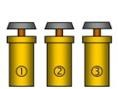 ① ② ③